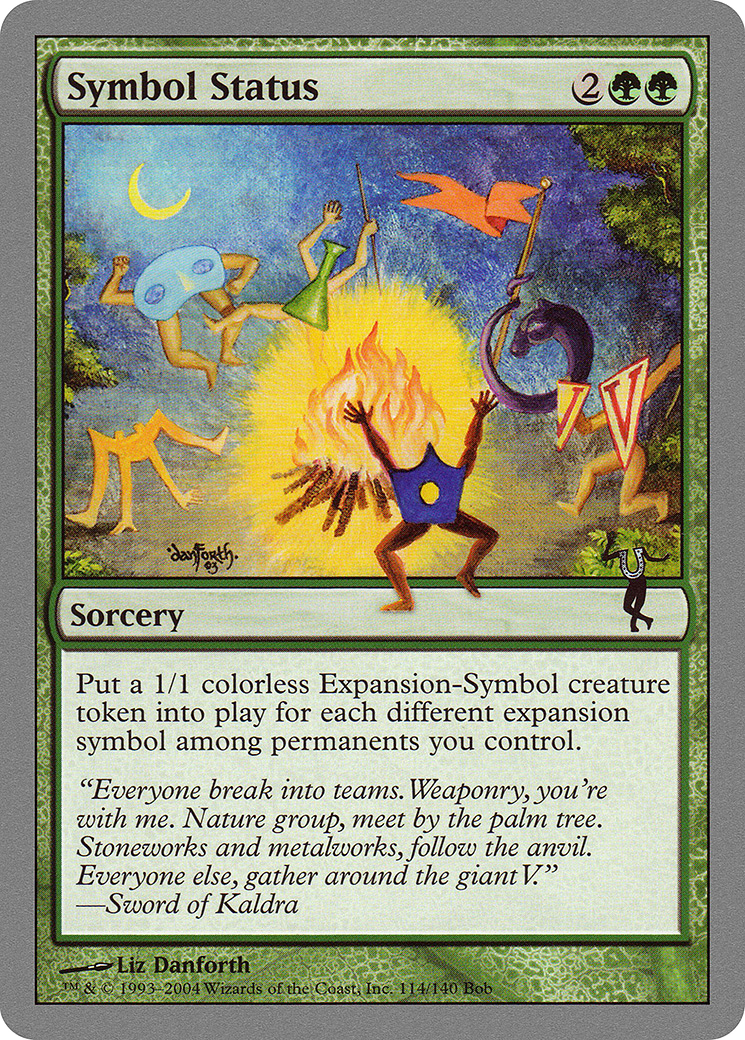 Symbol Status
2
V
V
danForth.
03
Sorcery
Put a 1/1 colorless Expansion-Symbol creature
token into play for each different expansion
symbol among permanents you control.
“Everyone break into teams. Weaponry, you’re
with me. Nature group, meet by the palm tree.
Stoneworks and metalworks, follow the anvil.
Everyone else, gather around the giant V.”
—Sword of Kaldra
Liz Danforth
™ & © 1993–2004 Wizards of the Coast, Inc. 114/140 Bob